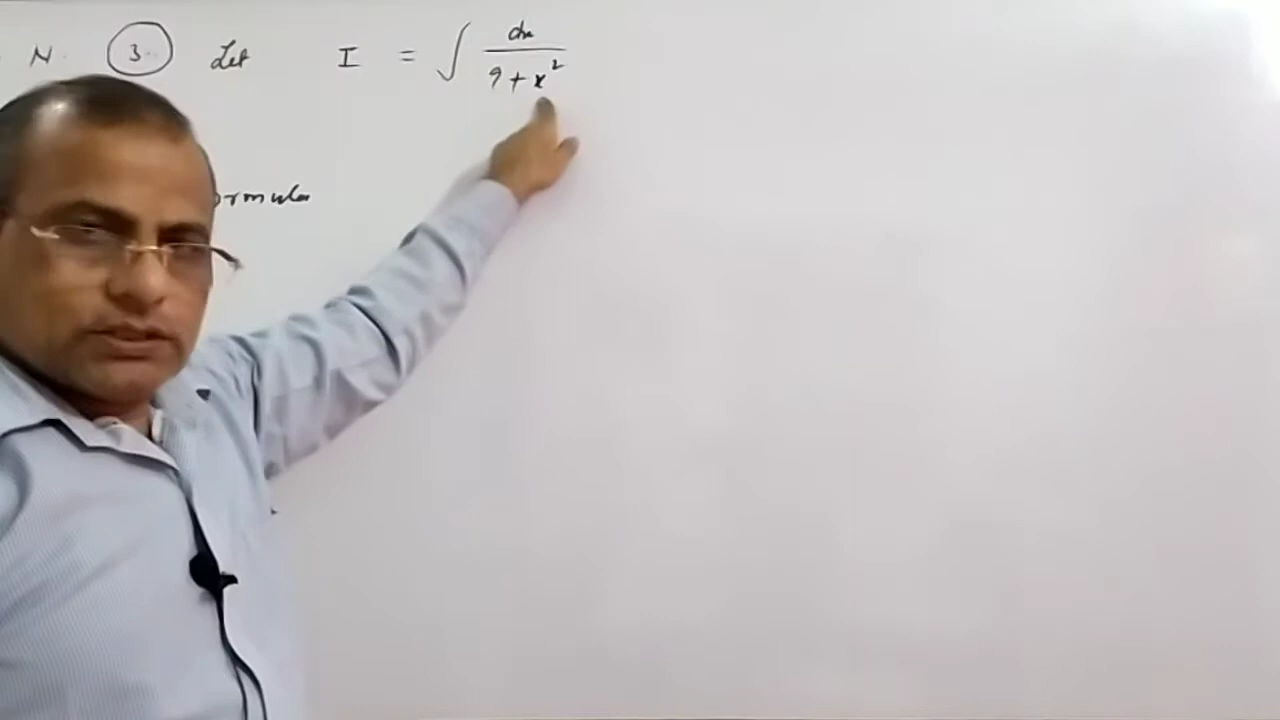 N. 3. Let I = ∫ dx / 9 + x²
ormula